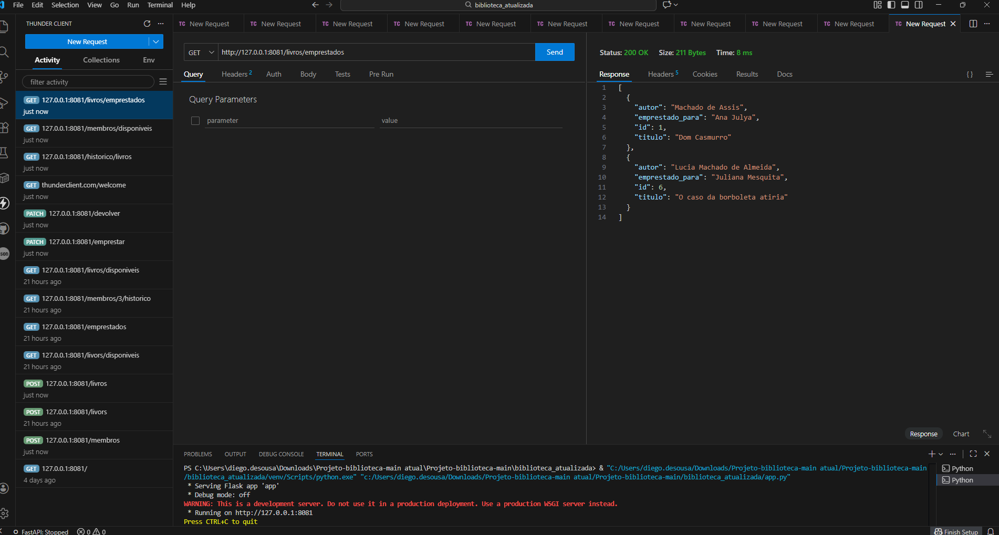 File Edit Selection View Go Run Terminal Help
biblioteca_atualizada
THUNDER CLIENT
New Request
Activity Collections Env
filter activity
GET 127.0.0.1:8081/livros/emprestados
just now
GET 127.0.0.1:8081/membros/disponiveis
just now
GET 127.0.0.1:8081/historico/livros
just now
GET thunderclient.com/welcome
just now
PATCH 127.0.0.1:8081/devolver
just now
PATCH 127.0.0.1:8081/emprestar
just now
GET 127.0.0.1:8081/livros/disponiveis
21 hours ago
GET 127.0.0.1:8081/membros/3/historico
21 hours ago
GET 127.0.0.1:8081/emprestados
21 hours ago
GET 127.0.0.1:8081/livors/disponiveis
21 hours ago
POST 127.0.0.1:8081/livros
just now
POST 127.0.0.1:8081/livors
21 hours ago
POST 127.0.0.1:8081/membros
just now
GET 127.0.0.1:8081/
4 days ago
son
TC New Request TC New Request TC New Request TC New Request TC New Request TC New Request TC New Request TC New Request TC New Request TC New Request TC New Request
GET http://127.0.0.1:8081/livros/emprestados Send
Query Headers 2 Auth Body Tests Pre Run
Query Parameters
parameter value
Status: 200 OK Size: 211 Bytes Time: 8 ms
Response Headers 5 Cookies Results Docs {}
1 [
2 {
3 "autor": "Machado de Assis",
4 "emprestado_para": "Ana Julya",
5 "id": 1,
6 "titulo": "Dom Casmurro"
7 },
8 {
9 "autor": "Lucia Machado de Almeida",
10 "emprestado_para": "Juliana Mesquita",
11 "id": 6,
12 "titulo": "O caso da borboleta atiria"
13 }
14 ]
Response Chart
PROBLEMS OUTPUT DEBUG CONSOLE TERMINAL PORTS
PS C:\Users\diego.desousa\Downloads\Projeto-biblioteca-main atual\Projeto-biblioteca-main\biblioteca_atualizada> & "C:/Users/diego.desousa/Downloads/Projeto-biblioteca-main atual/Projeto-biblioteca-main
/biblioteca_atualizada/venv/Scripts/python.exe" "c:/Users/diego.desousa/Downloads/Projeto-biblioteca-main atual/Projeto-biblioteca-main/biblioteca_atualizada/app.py"
* Serving Flask app 'app'
* Debug mode: off
WARNING: This is a development server. Do not use it in a production deployment. Use a production WSGI server instead.
* Running on http://127.0.0.1:8081
Press CTRL+C to quit
Python
Python
FastAPI: Stopped 0 0
Finish Setup